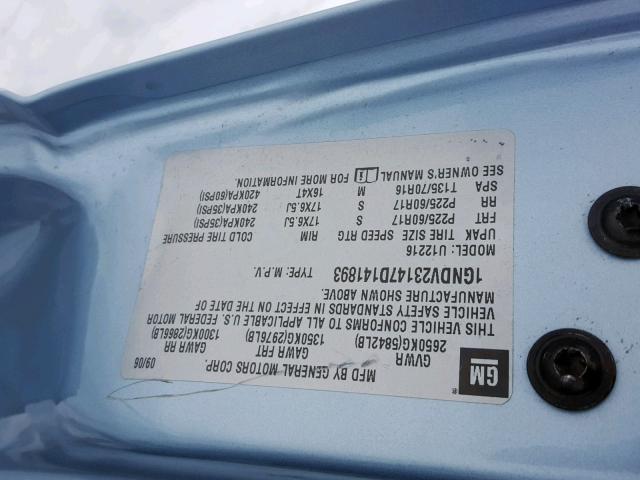 GM
MFD BY GENERAL MOTORS CORP. 09/06
GVWR GAWR FRT GAWR RR
2650KG(5842LB) 1350KG(2976LB) 1300KG(2866LB)
THIS VEHICLE CONFORMS TO ALL APPLICABLE U.S. FEDERAL MOTOR
VEHICLE SAFETY STANDARDS IN EFFECT ON THE DATE OF
MANUFACTURE SHOWN ABOVE.
1GNDV23147D141893 TYPE: M.P.V.
MODEL: U12216
UPAK TIRE SIZE SPEED RTG RIM COLD TIRE PRESSURE
FRT P225/60R17 S 17X6.5J 240KPA(35PSI)
RR P225/60R17 S 17X6.5J 240KPA(35PSI)
SPA T135/70R16 M 16X4T 420KPA(60PSI)
SEE OWNER'S MANUAL FOR MORE INFORMATION.